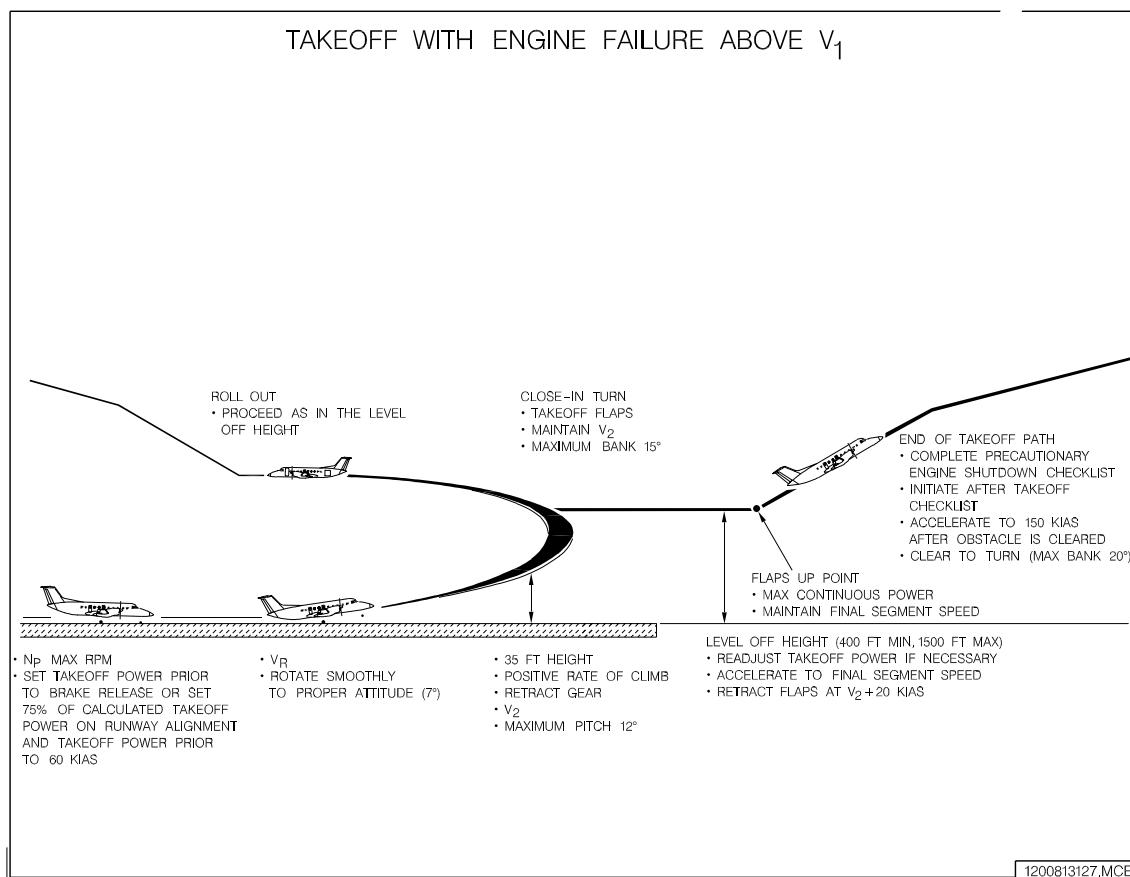 TAKEOFF WITH ENGINE FAILURE ABOVE V1
ROLL OUT
• PROCEED AS IN THE LEVEL
OFF HEIGHT
CLOSE-IN TURN
• TAKEOFF FLAPS
• MAINTAIN V2
• MAXIMUM BANK 15°
END OF TAKEOFF PATH
• COMPLETE PRECAUTIONARY
ENGINE SHUTDOWN CHECKLIST
• INITIATE AFTER TAKEOFF
CHECKLIST
• ACCELERATE TO 150 KIAS
AFTER OBSTACLE IS CLEARED
• CLEAR TO TURN (MAX BANK 20°)
FLAPS UP POINT
• MAX CONTINUOUS POWER
• MAINTAIN FINAL SEGMENT SPEED
• NP MAX RPM
• SET TAKEOFF POWER PRIOR
TO BRAKE RELEASE OR SET
75% OF CALCULATED TAKEOFF
POWER ON RUNWAY ALIGNMENT
AND TAKEOFF POWER PRIOR
TO 60 KIAS
• VR
• ROTATE SMOOTHLY
TO PROPER ATTITUDE (7°)
• 35 FT HEIGHT
• POSITIVE RATE OF CLIMB
• RETRACT GEAR
• V2
• MAXIMUM PITCH 12°
LEVEL OFF HEIGHT (400 FT MIN, 1500 FT MAX)
• READJUST TAKEOFF POWER IF NECESSARY
• ACCELERATE TO FINAL SEGMENT SPEED
• RETRACT FLAPS AT V2 + 20 KIAS
1200813127.MCE